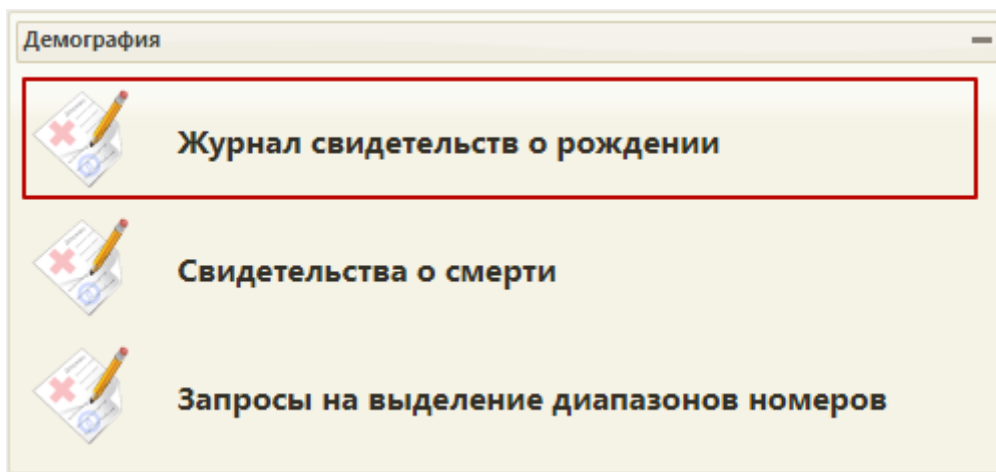 Демография
Журнал свидетельств о рождении
Свидетельства о смерти
Запросы на выделение диапазонов номеров